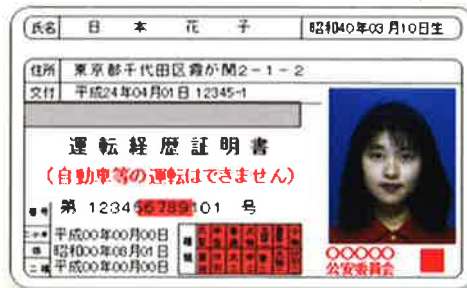 氏名 日本花子 昭和40年03月10日生
住所 東京都千代田区霞が関2-1-2
交付 平成24年04月01日 12345-1
運転経歴証明書
(自動車等の運転はできません)
番号 第 123456789101 号
平成00年00月00日
昭和00年08月01日
平成00年00月00日
○○○○○
公安委員会